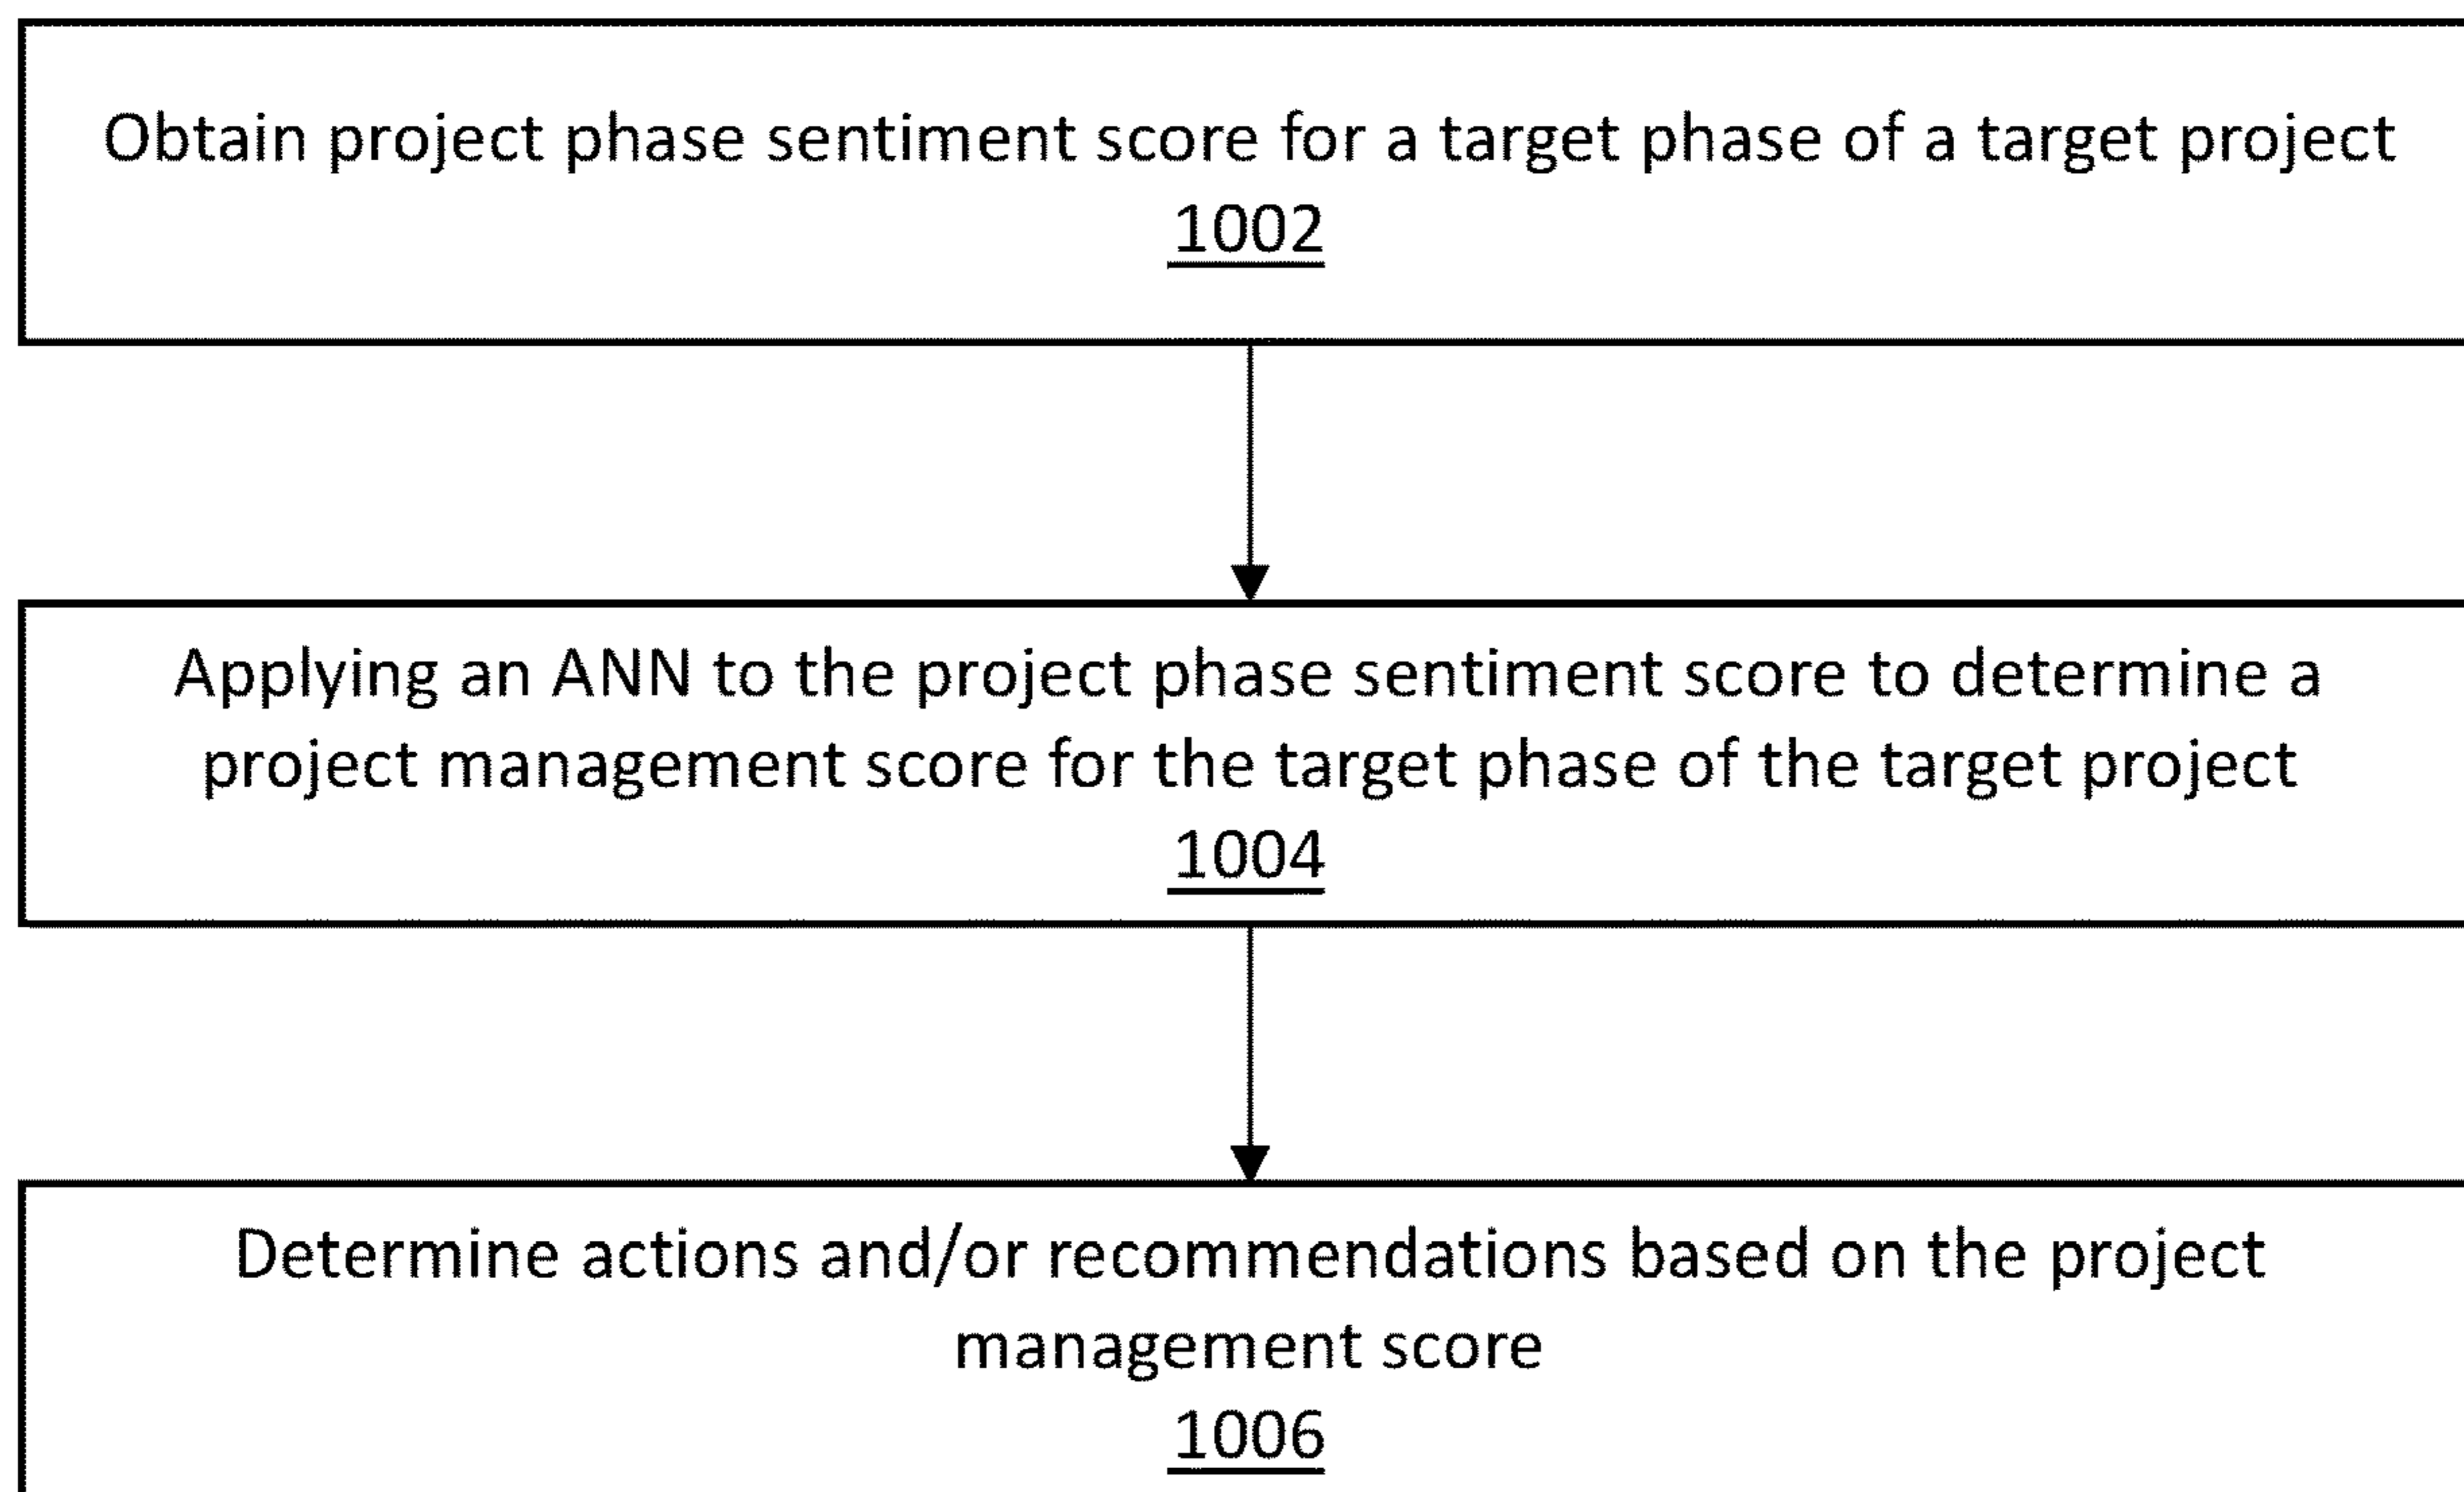 Obtain project phase sentiment score for a target phase of a target project
1002
Applying an ANN to the project phase sentiment score to determine a
project management score for the target phase of the target project
1004
Determine actions and/or recommendations based on the project
management score
1006